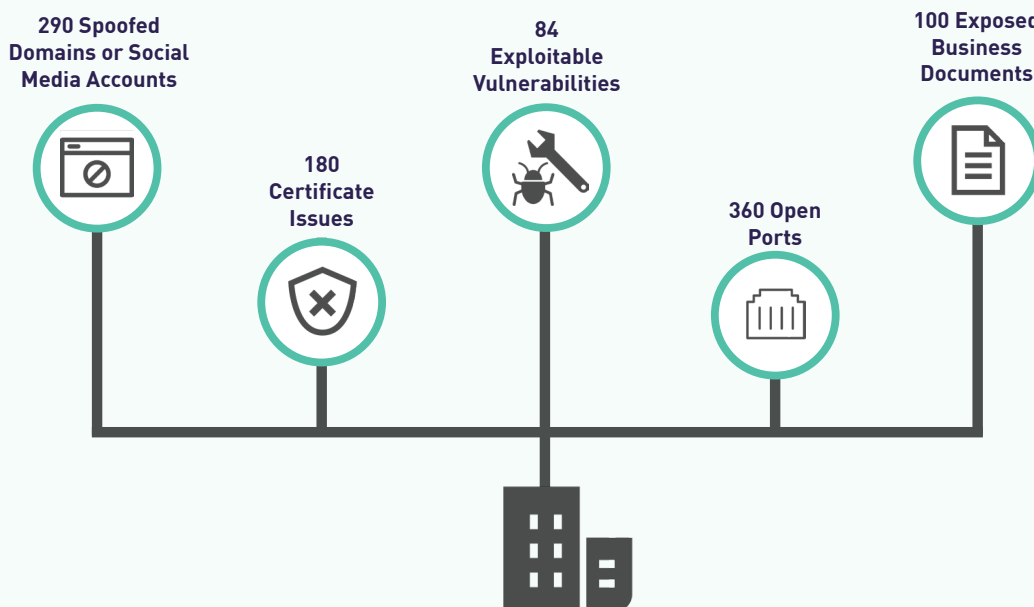 290 Spoofed
Domains or Social
Media Accounts
180
Certificate
Issues
84
Exploitable
Vulnerabilities
360 Open
Ports
100 Exposed
Business
Documents